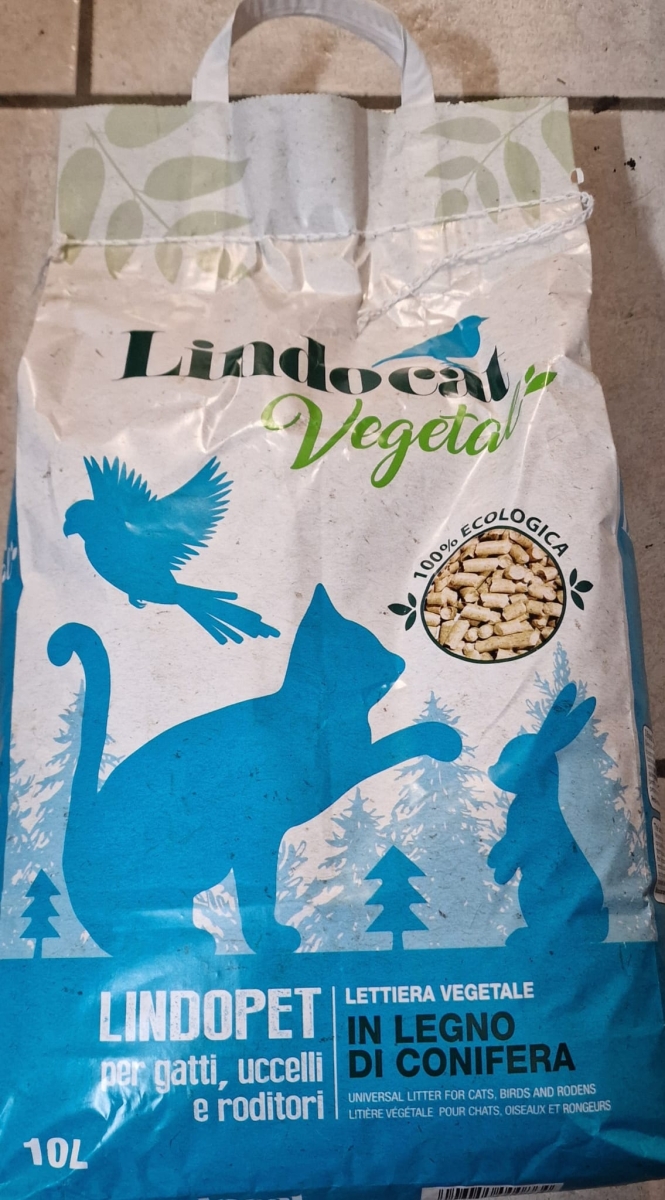 Lindocat
Vegetal
100% ECOLOGICA
LINDOPET
per gatti, uccelli
e roditori
LETTIERA VEGETALE
IN LEGNO
DI CONIFERA
UNIVERSAL LITTER FOR CATS, BIRDS AND RODENS
LITIÈRE VÉGÉTALE POUR CHATS, OISEAUX ET RONGEURS
10L